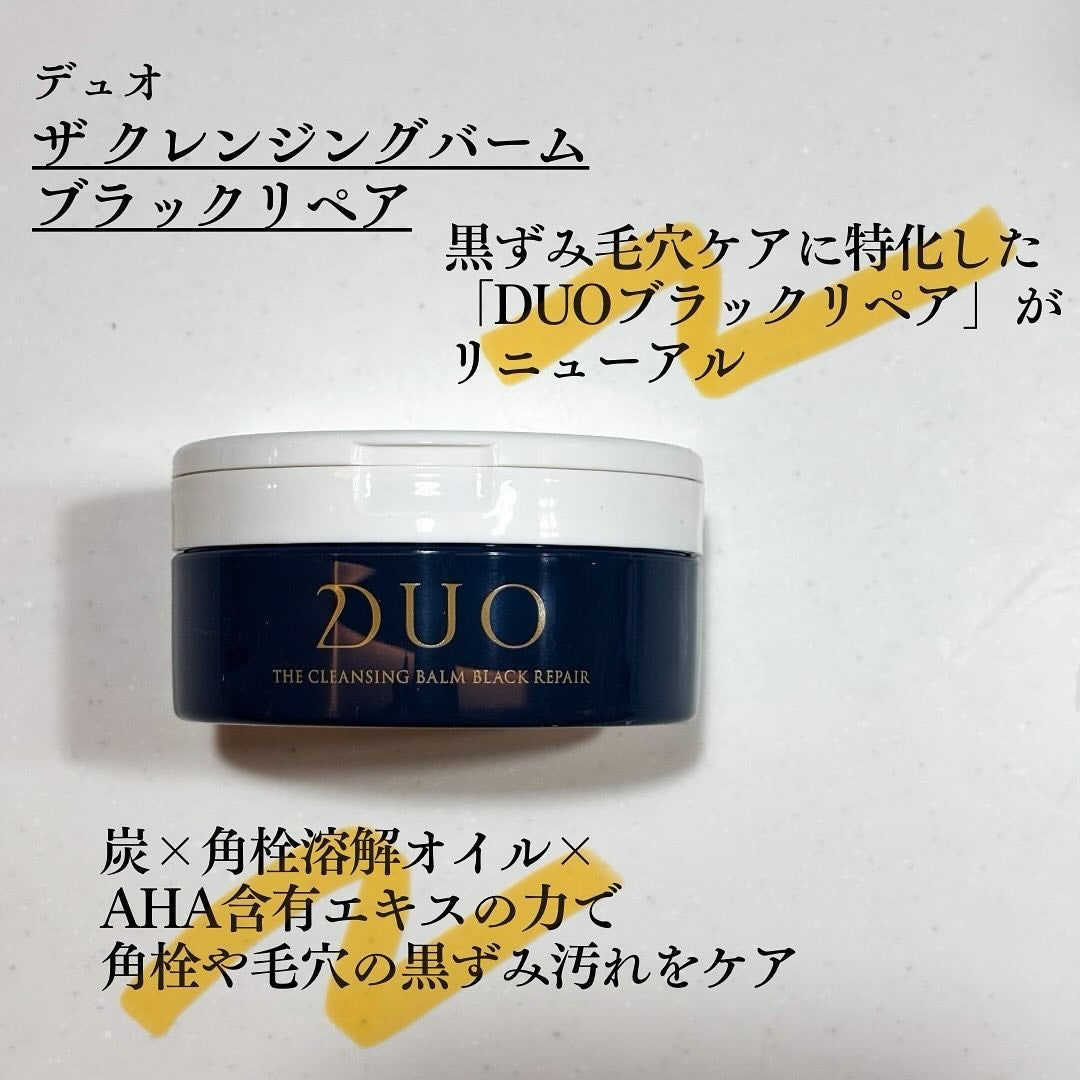 デュオ
ザ クレンジングバーム
ブラックリペア
黒ずみ毛穴ケアに特化した
「DUOブラックリペア」が
リニューアル
DUO
THE CLEANSING BALM BLACK REPAIR
炭×角栓溶解オイル×
AHA含有エキスの力で
角栓や毛穴の黒ずみ汚れをケア